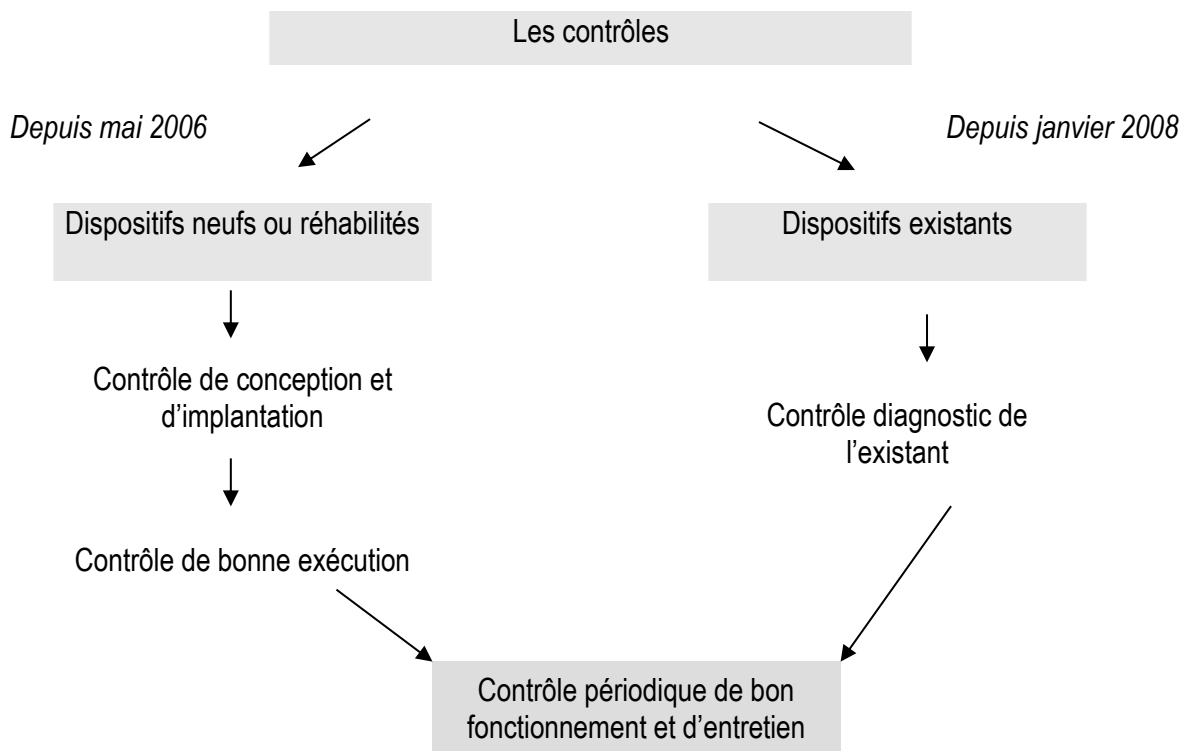 Les contrôles
Depuis mai 2006
Depuis janvier 2008
Dispositifs neufs ou réhabilités
Dispositifs existants
Contrôle de conception et
d’implantation
Contrôle diagnostic de
l’existant
Contrôle de bonne exécution
Contrôle périodique de bon
fonctionnement et d’entretien